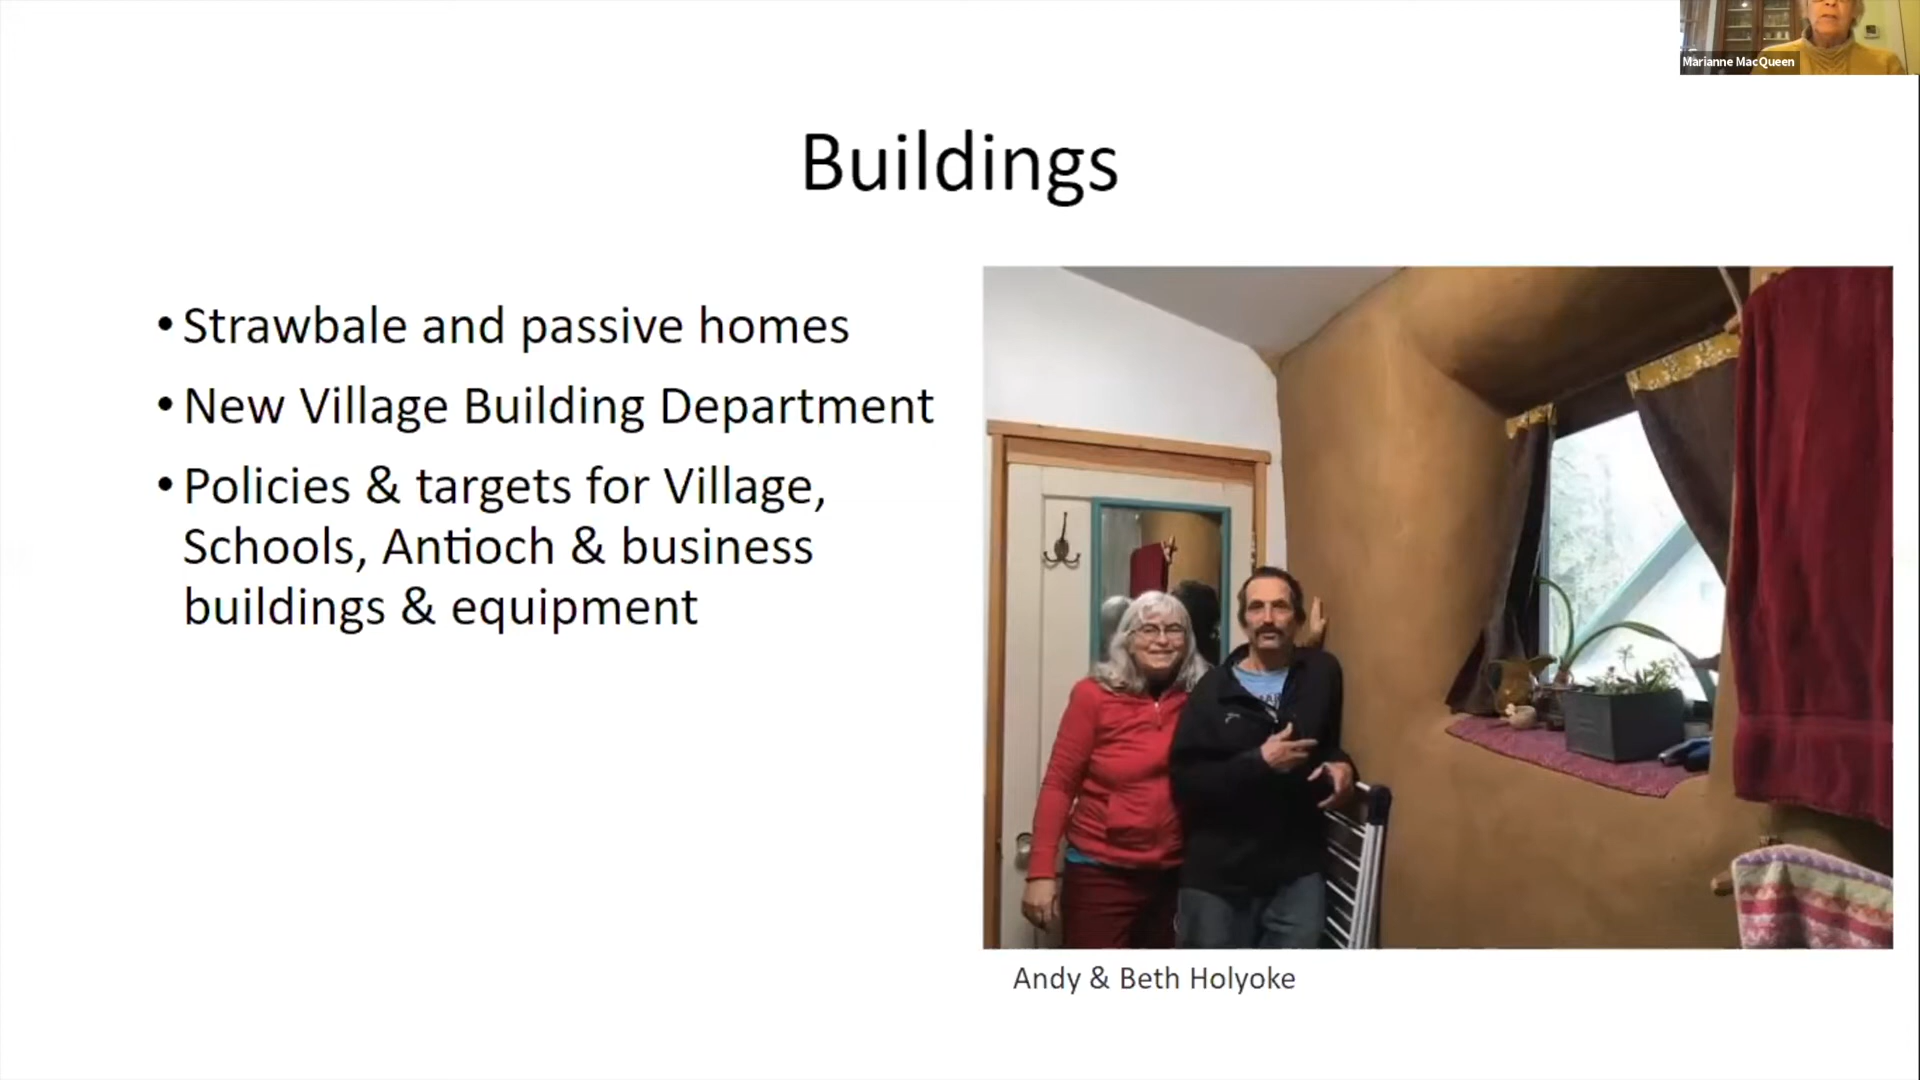 Marianne MacQueen
Buildings
• Strawbale and passive homes
• New Village Building Department
• Policies & targets for Village,
Schools, Antioch & business
buildings & equipment
Andy & Beth Holyoke